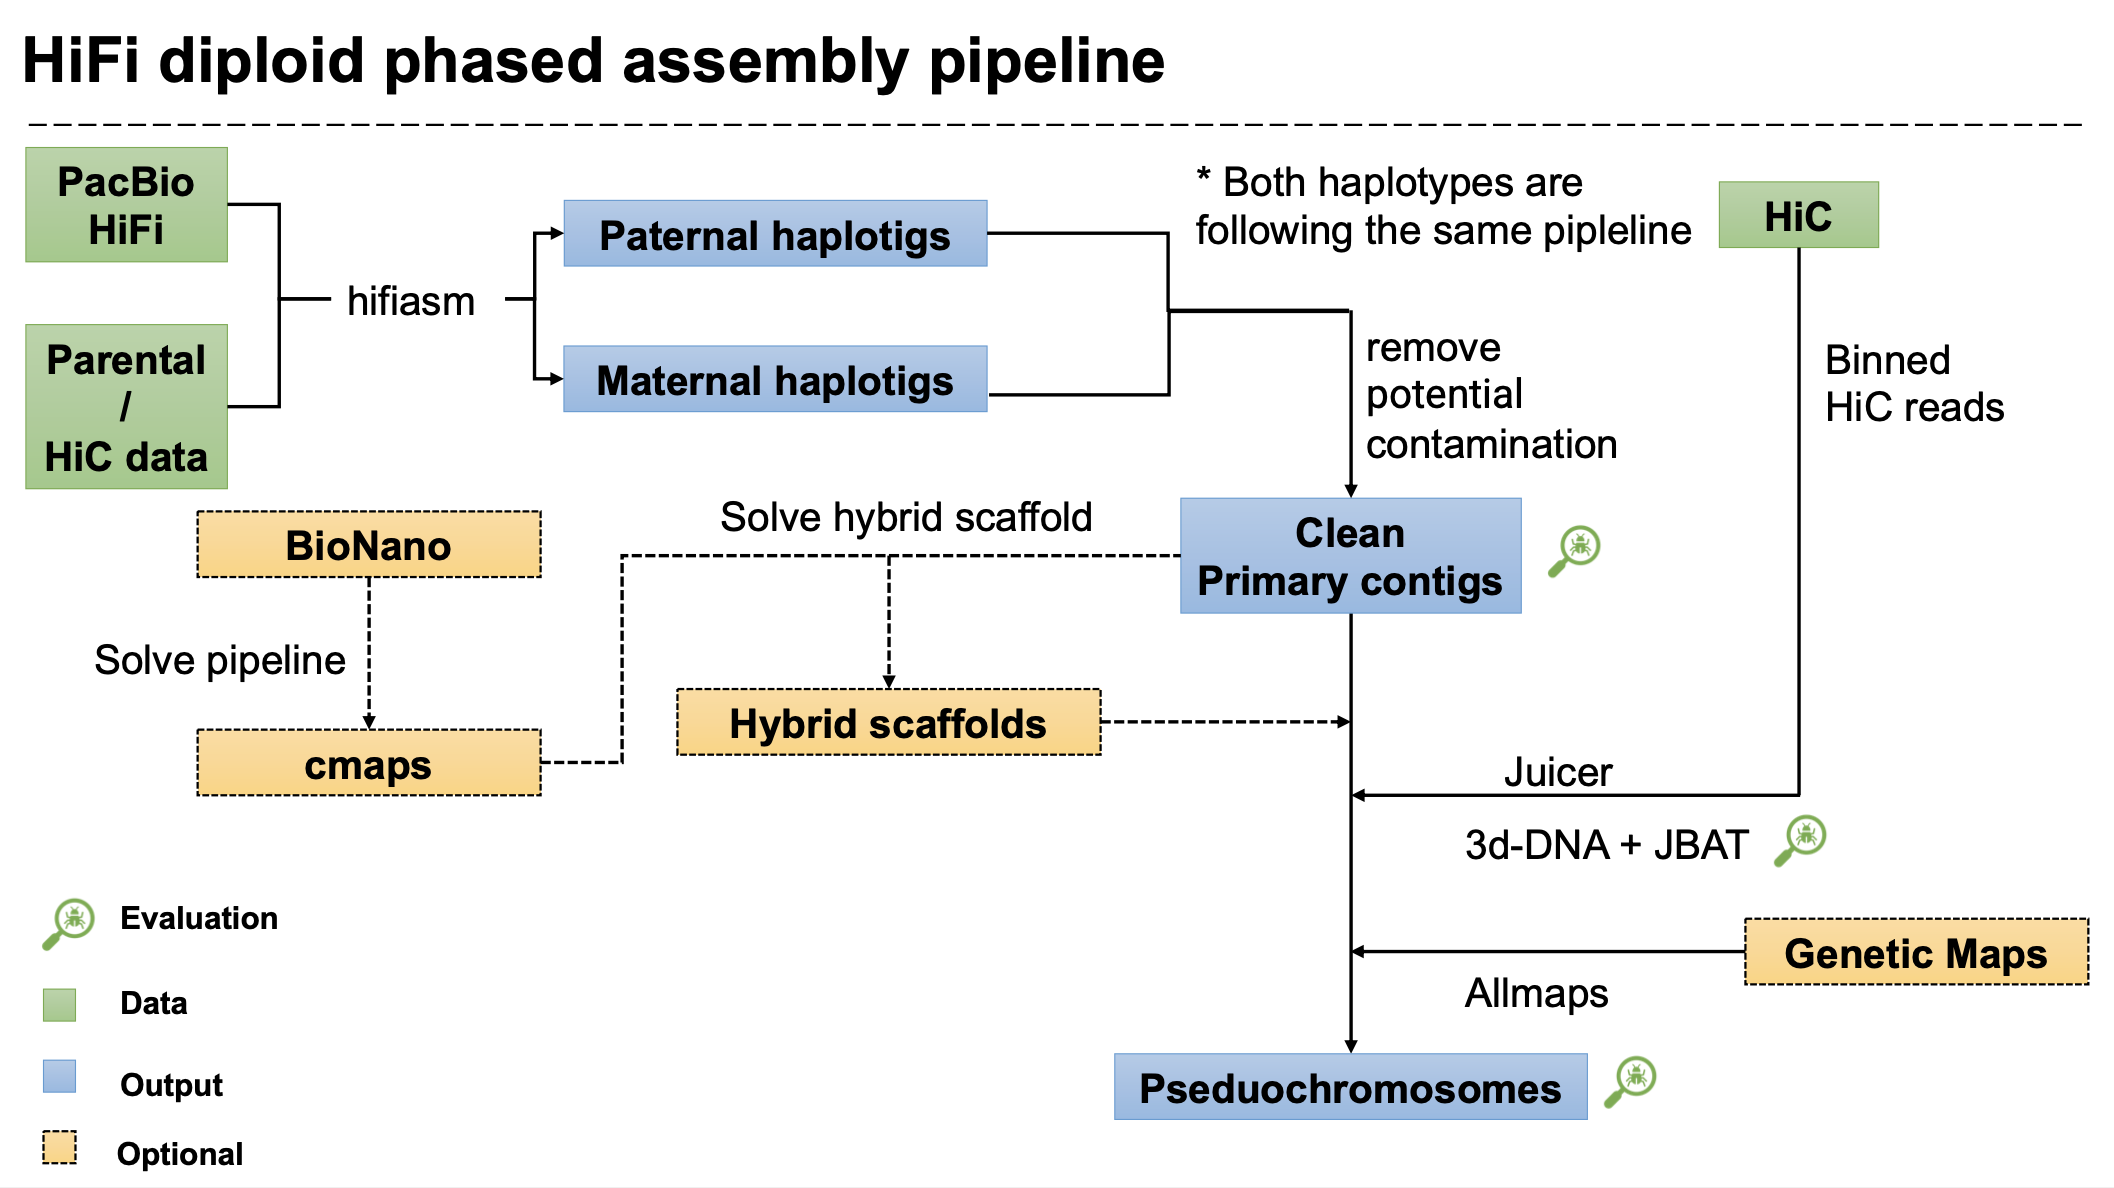 HiFi diploid phased assembly pipeline
PacBio
HiFi
Parental
/
HiC data
hifiasm
Paternal haplotigs
Maternal haplotigs
* Both haplotypes are
following the same pipleline
HiC
remove
potential
contamination
Binned
HiC reads
BioNano
Solve pipeline
cmaps
Solve hybrid scaffold
Clean
Primary contigs
Hybrid scaffolds
Juicer
3d-DNA + JBAT
Genetic Maps
Allmaps
Pseduochromosomes
Evaluation
Data
Output
Optional